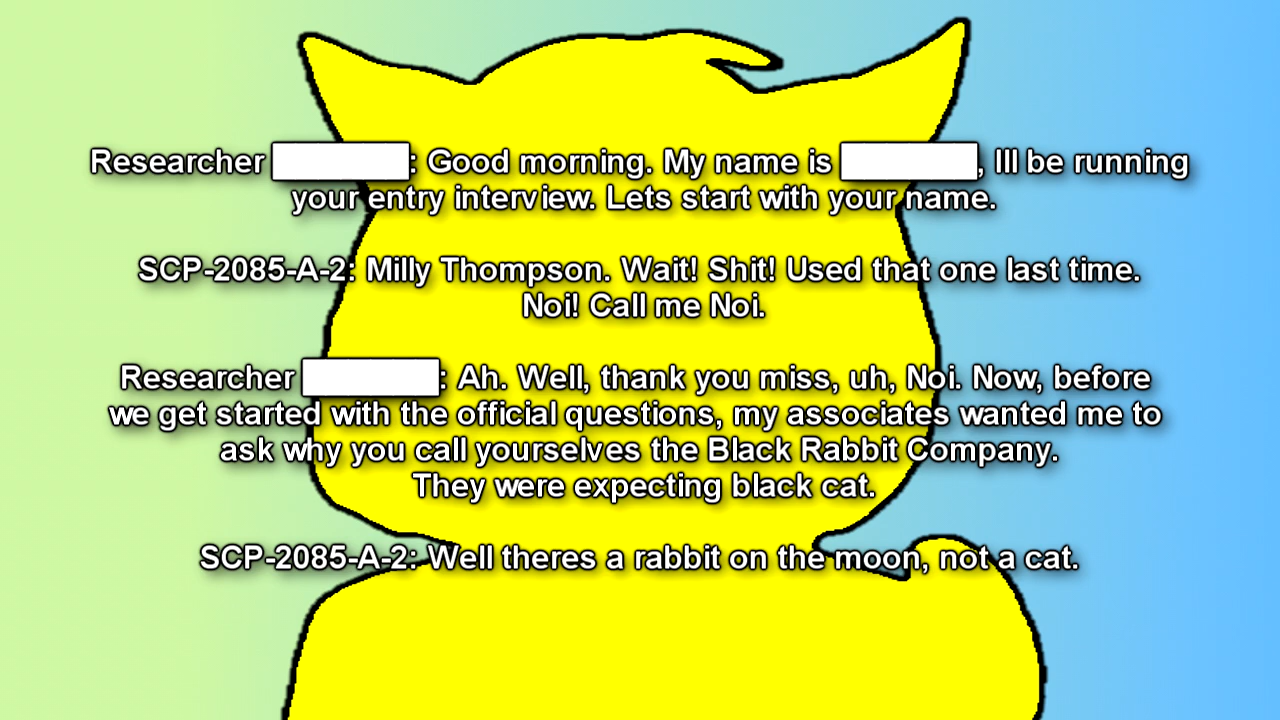 Researcher : Good morning. My name is , Ill be running
your entry interview. Lets start with your name.
SCP-2085-A-2: Milly Thompson. Wait! Shit! Used that one last time.
Noi! Call me Noi.
Researcher : Ah. Well, thank you miss, uh, Noi. Now, before
we get started with the official questions, my associates wanted me to
ask why you call yourselves the Black Rabbit Company.
They were expecting black cat.
SCP-2085-A-2: Well theres a rabbit on the moon, not a cat.